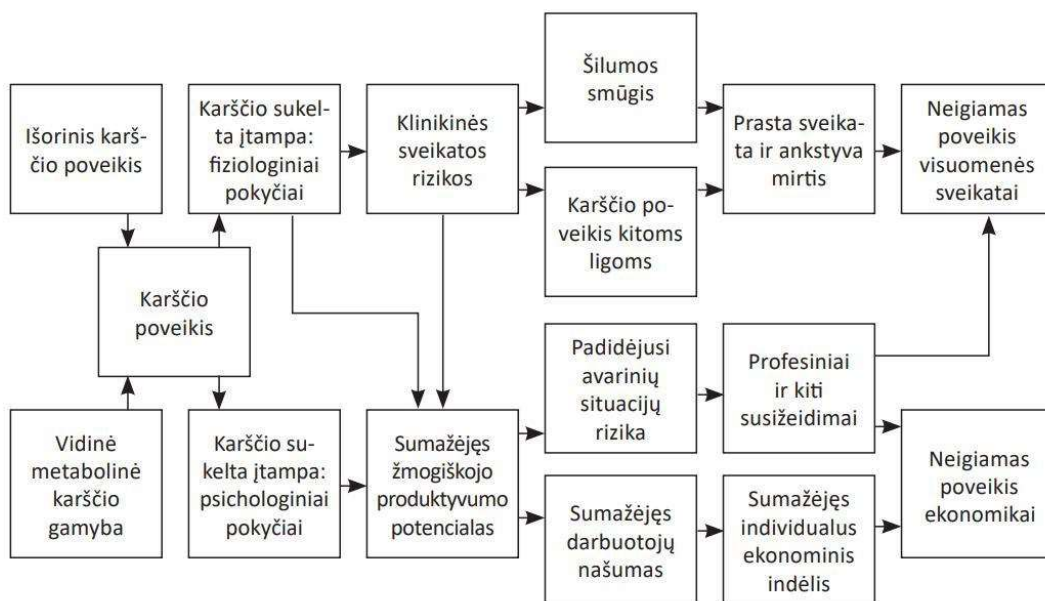 Išorinis karš-
čio poveikis
Karščio
poveikis
Vidinė
metabolinė
karščio
gamyba
Karščio sukel-
ta įtampa:
fiziologiniai
pokyčiai
Karščio su-
kelta įtampa:
psichologiniai
pokyčiai
Klinikinės
sveikatos
rizikos
Sumažėjęs
žmogiškojo
produktyvumo
potencialas
Šilumos
smūgis
Karščio po-
veikis kitoms
ligoms
Padidėjusi
avarinių
situacijų
rizika
Sumažėjęs
darbuotojų
našumas
Prasta sveika-
ta ir ankstyva
mirtis
Profesiniai
ir kiti
susižeidimai
Sumažėjęs
individualus
ekonominis
indėlis
Neigiamas
poveikis
visuomenės
sveikatai
Neigiamas
poveikis
ekonomikai